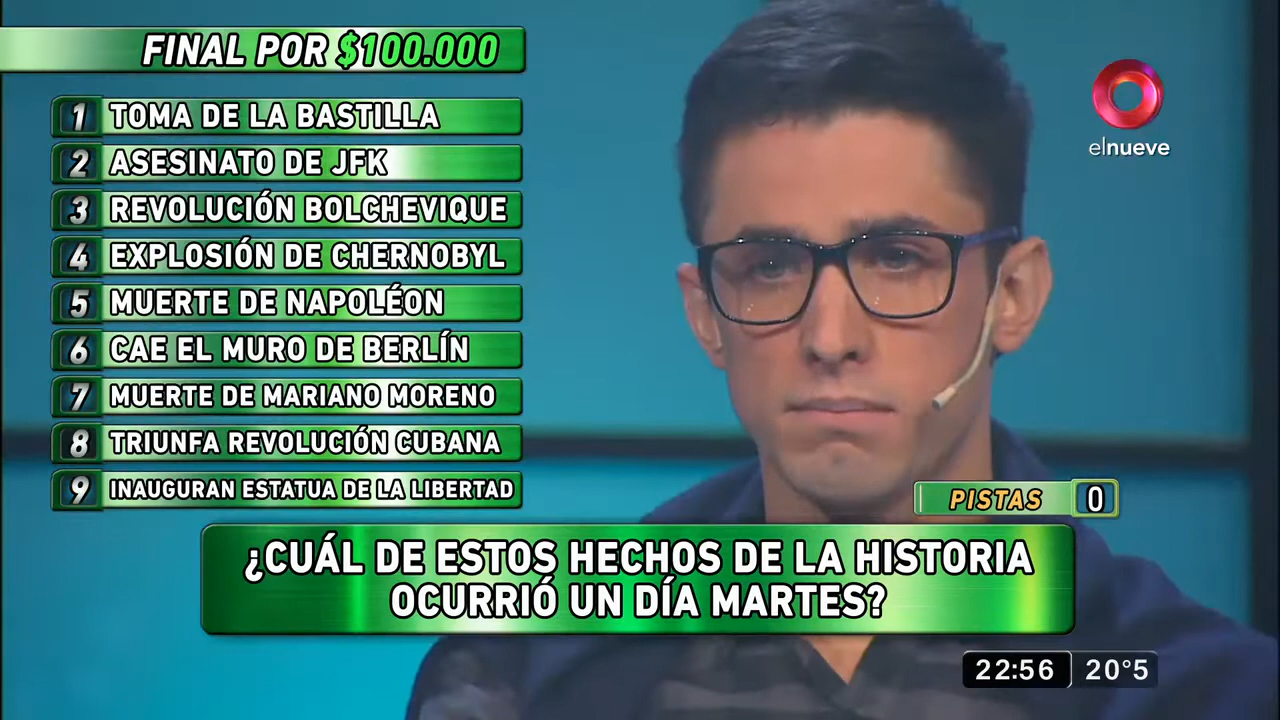 FINAL POR $100.000
1 TOMA DE LA BASTILLA
2 ASESINATO DE JFK
3 REVOLUCIÓN BOLCHEVIQUE
4 EXPLOSIÓN DE CHERNOBYL
5 MUERTE DE NAPOLÉON
6 CAE EL MURO DE BERLÍN
7 MUERTE DE MARIANO MORENO
8 TRIUNFA REVOLUCIÓN CUBANA
9 INAUGURAN ESTATUA DE LA LIBERTAD
elnueve
PISTAS 0
¿CUÁL DE ESTOS HECHOS DE LA HISTORIA
OCURRIÓ UN DÍA MARTES?
22:56 20°5